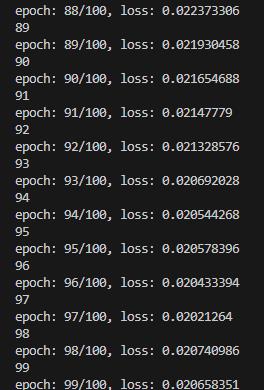 epoch: 88/100, loss: 0.022373306
89
epoch: 89/100, loss: 0.021930458
90
epoch: 90/100, loss: 0.021654688
91
epoch: 91/100, loss: 0.02147779
92
epoch: 92/100, loss: 0.021328576
93
epoch: 93/100, loss: 0.020692028
94
epoch: 94/100, loss: 0.020544268
95
epoch: 95/100, loss: 0.020578396
96
epoch: 96/100, loss: 0.020433394
97
epoch: 97/100, loss: 0.02021264
98
epoch: 98/100, loss: 0.020740986
99
epoch: 99/100, loss: 0.020658351